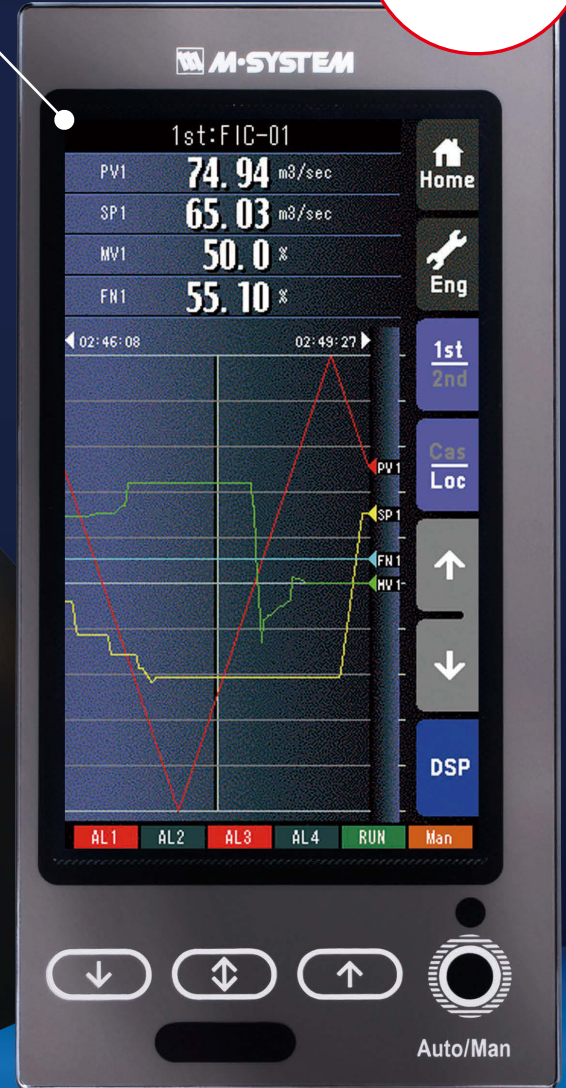 M·SYSTEM
1st:FIC-01
PV1 74.94 m3/sec
SP1 65.03 m3/sec
MV1 50.0 %
FN1 55.10 %
02:46:08 02:49:27
PV1
SP1
FN1
MV1
AL1 AL2 AL3 AL4 RUN Man
Home
Eng
1st
2nd
Cas
Loc
DSP
Auto/Man